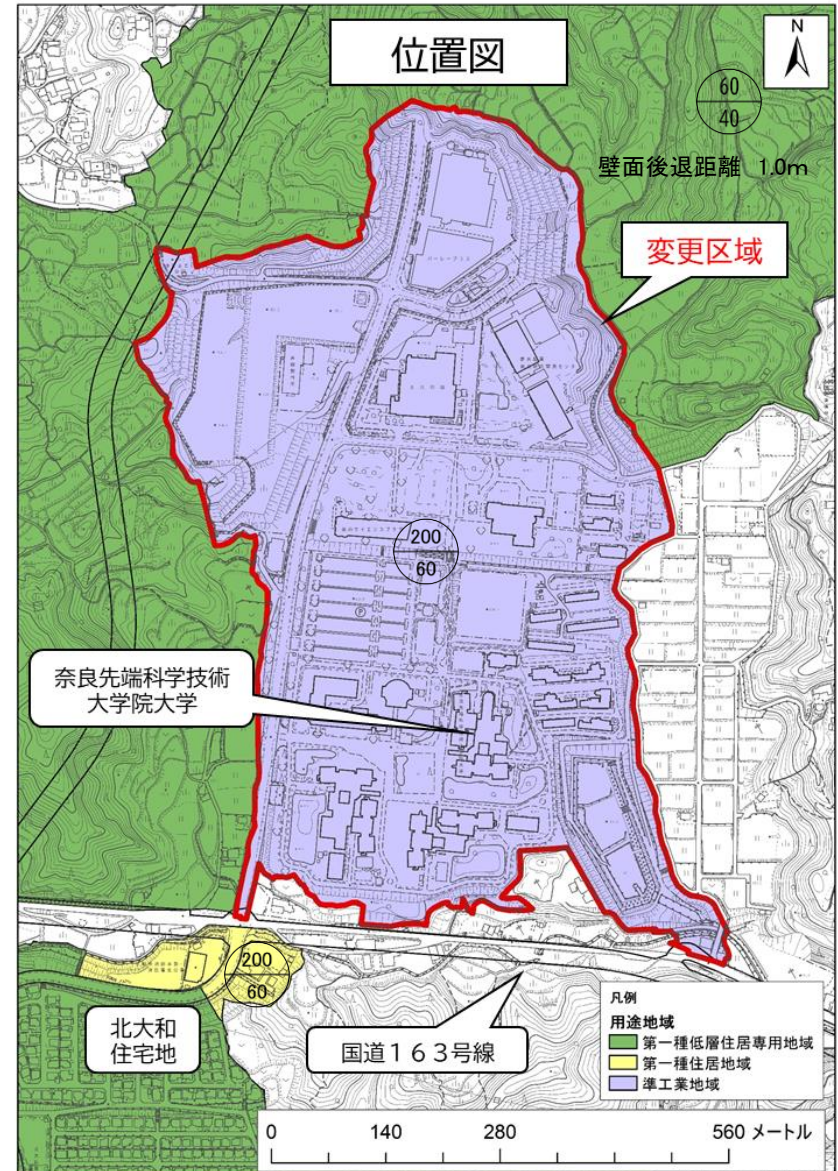 位置図
N
60
40
壁面後退距離 1.0m
変更区域
200
60
奈良先端科学技術
大学院大学
200
60
北大和
住宅地
国道163号線
凡例
用途地域
第一種低層住居専用地域
第一種住居地域
準工業地域
0 140 280 560 メートル